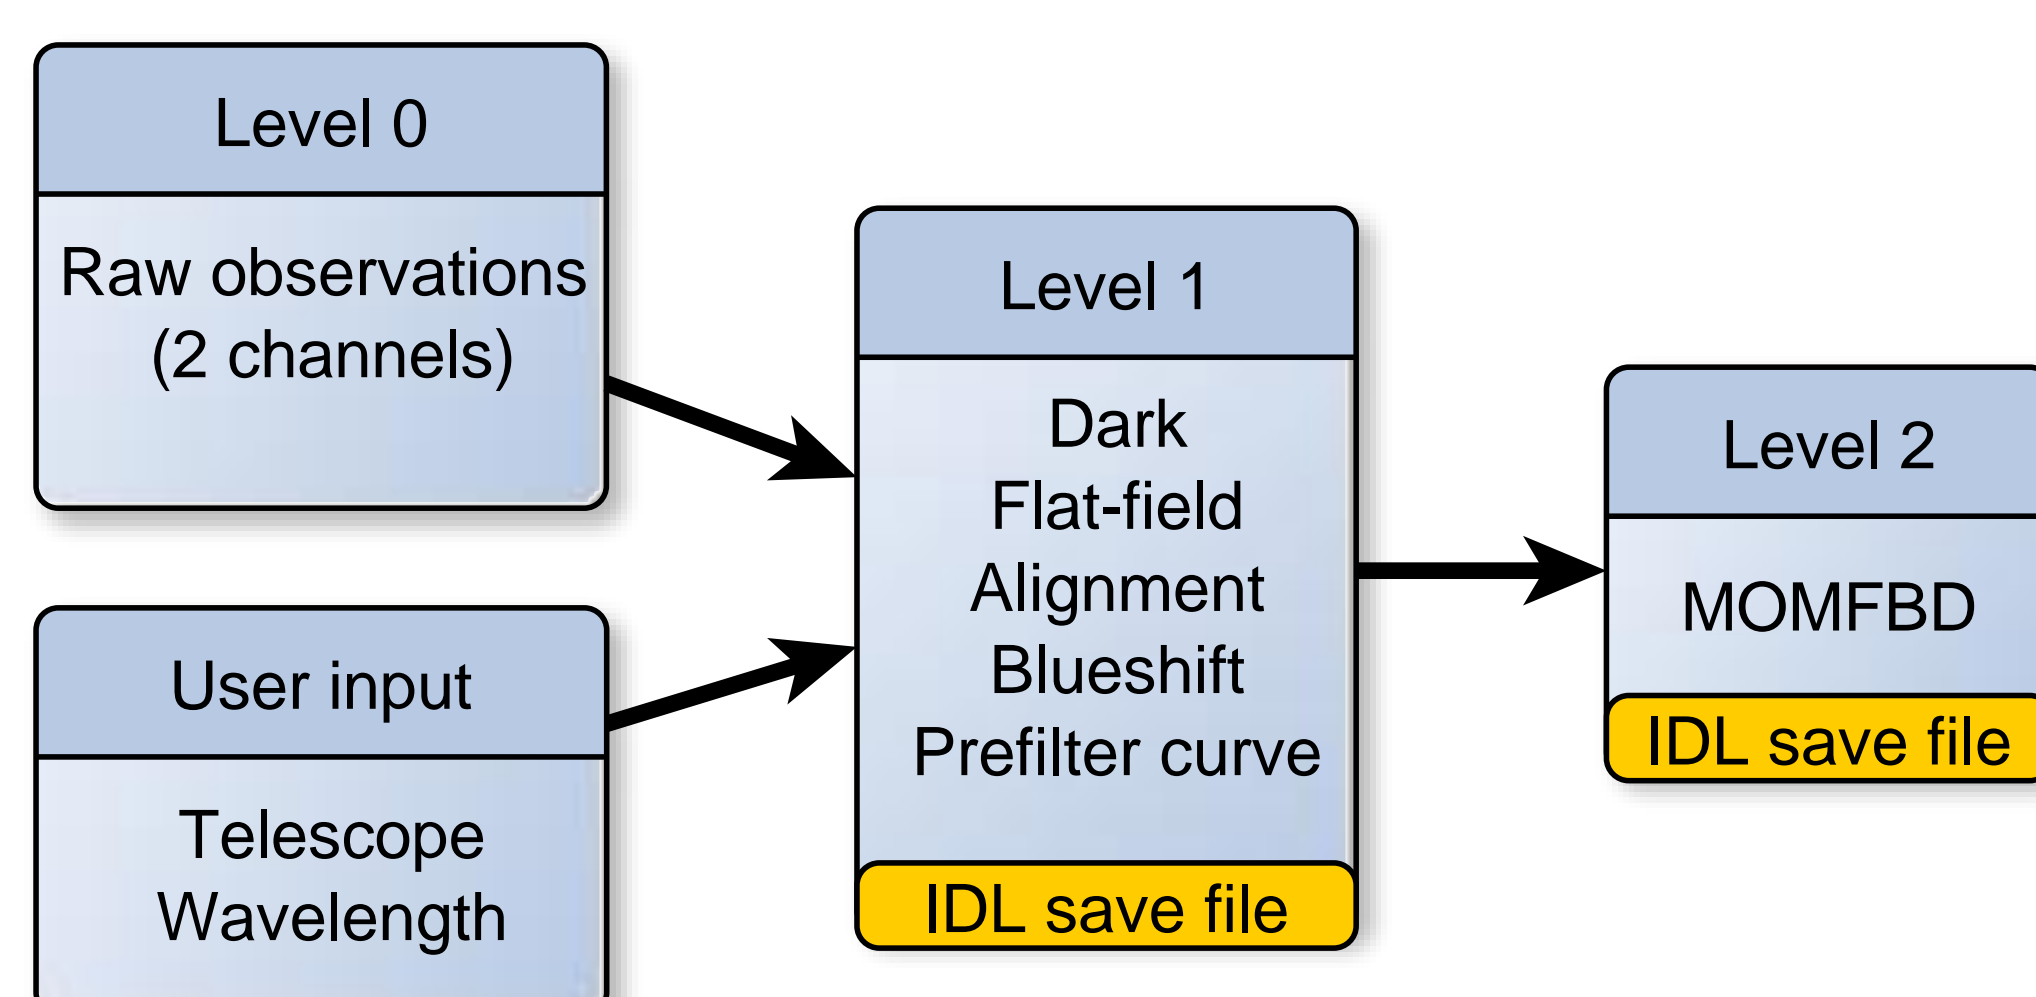 Level 0
Raw observations
(2 channels)
User input
Telescope
Wavelength
Level 1
Dark
Flat-field
Alignment
Blueshift
Prefilter curve
IDL save file
Level 2
MOMFBD
IDL save file